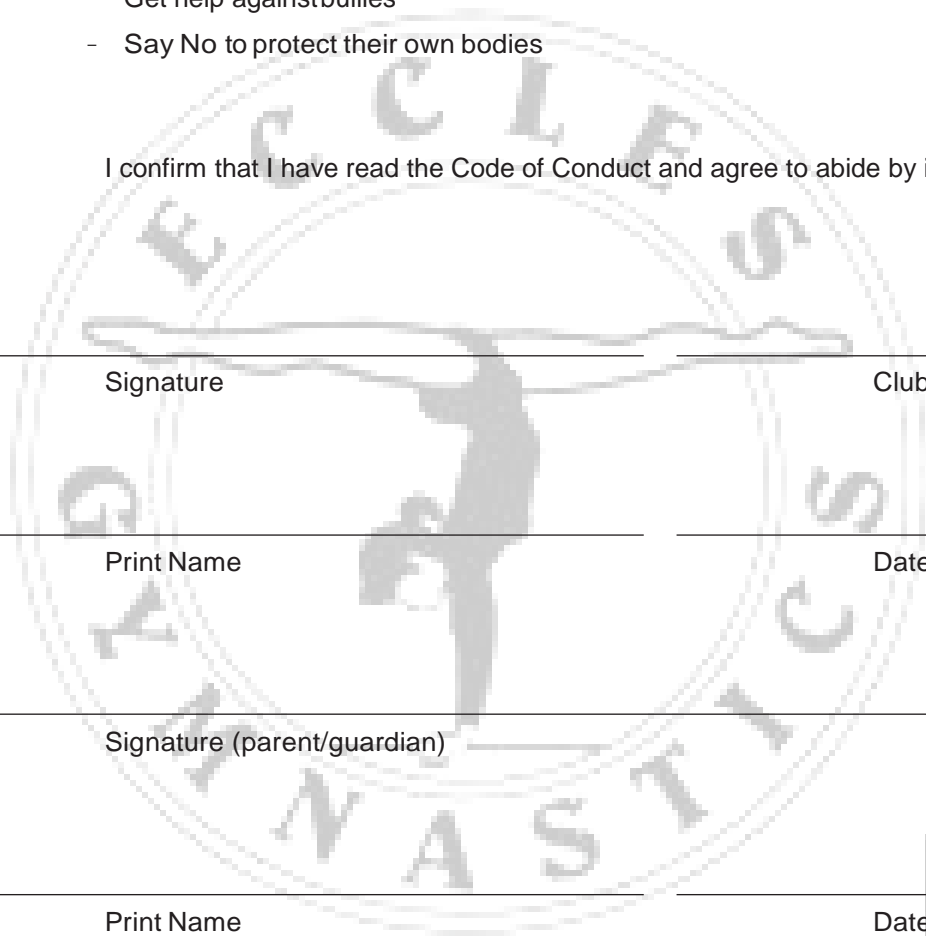 Get help against bullies
- Say No to protect their own bodies
I confirm that I have read the Code of Conduct and agree to abide by
Signature Club
Print Name Date
Signature (parent/guardian)
Print Name Date
ECCLES
GYMNASTICS